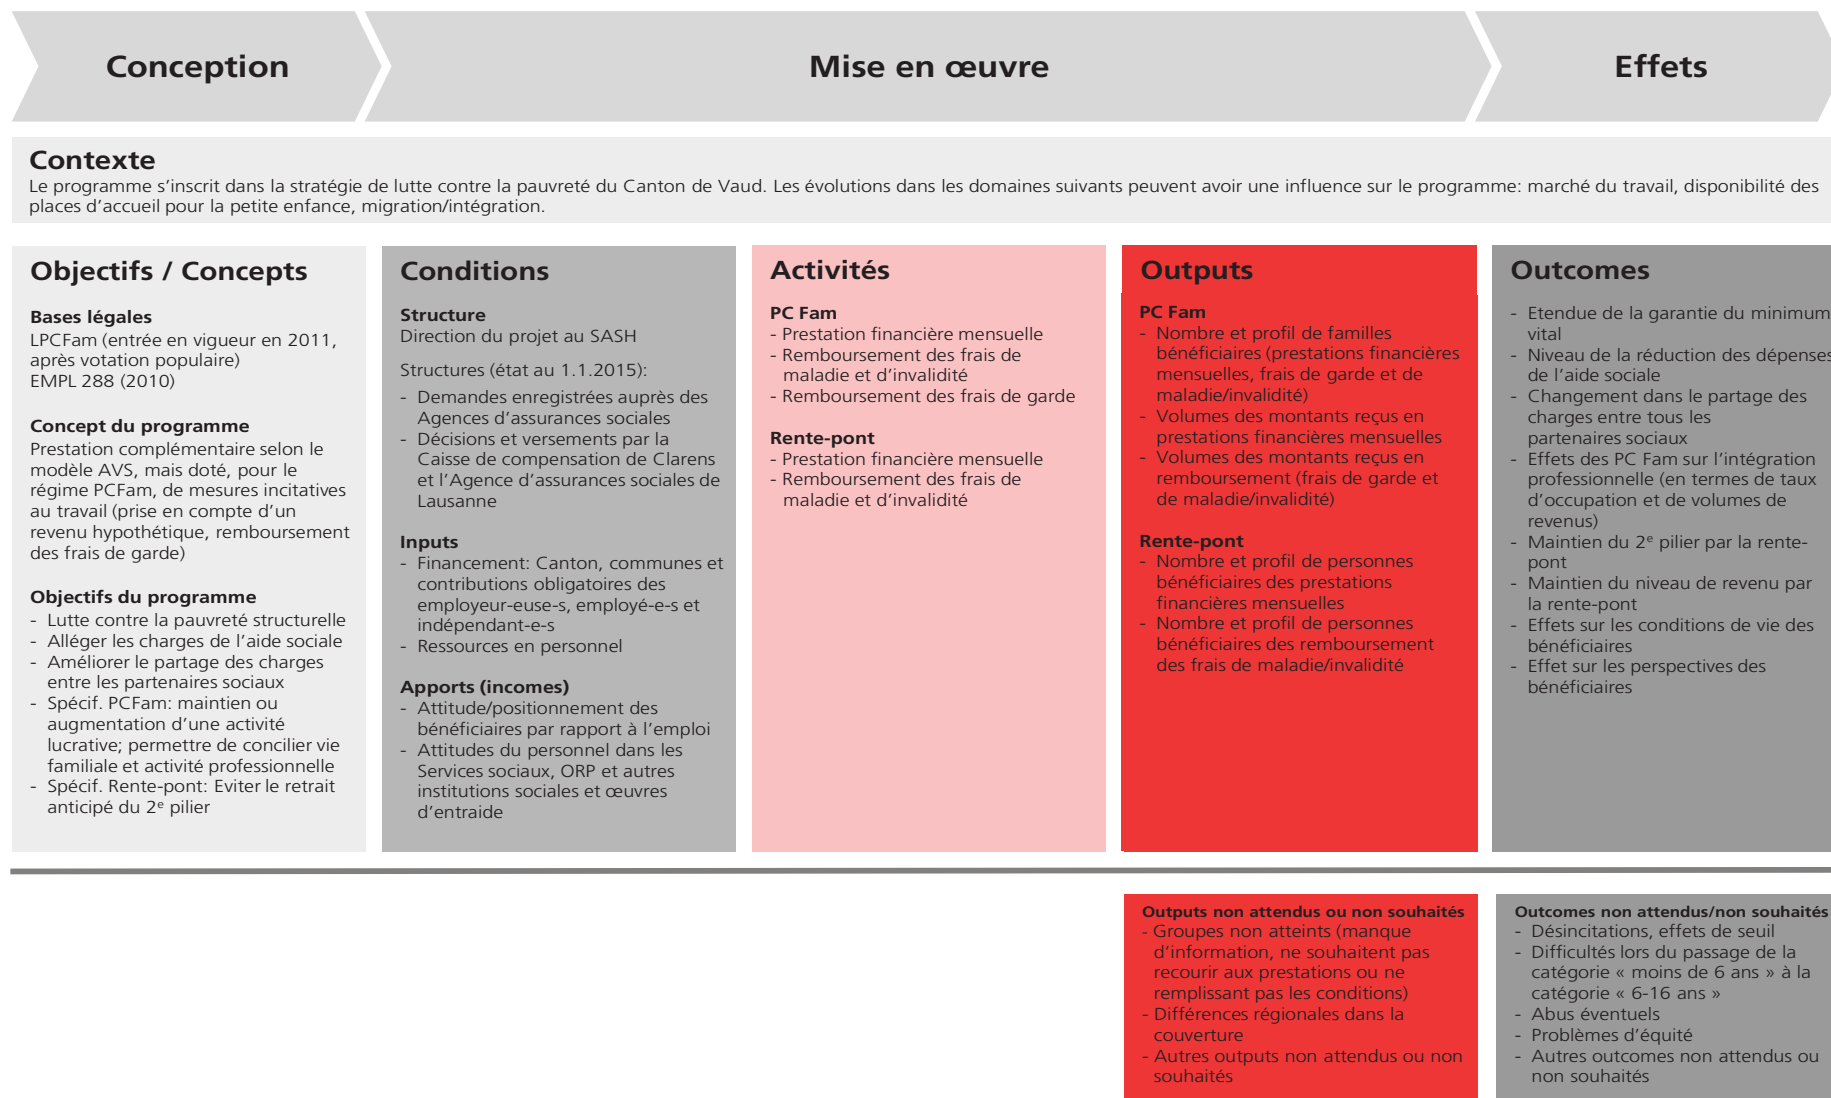 Conception
Mise en œuvre
Effets
Contexte
Le programme s’inscrit dans la stratégie de lutte contre la pauvreté du Canton de Vaud. Les évolutions dans les domaines suivants peuvent avoir une influence sur le programme: marché du travail, disponibilité des
places d’accueil pour la petite enfance, migration/intégration.
Objectifs / Concepts
Bases légales
LPCFam (entrée en vigueur en 2011,
après votation populaire)
EMPL 288 (2010)
Concept du programme
Prestation complémentaire selon le
modèle AVS, mais doté, pour le
régime PCFam, de mesures incitatives
au travail (prise en compte d’un
revenu hypothétique, remboursement
des frais de garde)
Objectifs du programme
- Lutte contre la pauvreté structurelle
- Alléger les charges de l’aide sociale
- Améliorer le partage des charges
entre les partenaires sociaux
- Spécif. PCFam: maintien ou
augmentation d’une activité
lucrative; permettre de concilier vie
familiale et activité professionnelle
- Spécif. Rente-pont: Eviter le retrait
anticipé du 2e pilier
Conditions
Structure
Direction du projet au SASH
Structures (état au 1.1.2015):
- Demandes enregistrées auprès des
Agences d’assurances sociales
- Décisions et versements par la
Caisse de compensation de Clarens
et l’Agence d’assurances sociales de
Lausanne
Inputs
- Financement: Canton, communes et
contributions obligatoires des
employeur-euse-s, employé-e-s et
indépendant-e-s
- Ressources en personnel
Apports (incomes)
- Attitude/positionnement des
bénéficiaires par rapport à l’emploi
- Attitudes du personnel dans les
Services sociaux, ORP et autres
institutions sociales et œuvres
d’entraide
Activités
PC Fam
- Prestation financière mensuelle
- Remboursement des frais de
maladie et d’invalidité
- Remboursement des frais de garde
Rente-pont
- Prestation financière mensuelle
- Remboursement des frais de
maladie et d’invalidité
Outputs
PC Fam
- Nombre et profil de familles
bénéficiaires (prestations financières
mensuelles, frais de garde et de
maladie/invalidité)
- Volumes des montants reçus en
prestations financières mensuelles
- Volumes des montants reçus en
remboursement (frais de garde et
de maladie/invalidité)
Rente-pont
- Nombre et profil de personnes
bénéficiaires des prestations
financières mensuelles
- Nombre et profil de personnes
bénéficiaires des remboursement
des frais de maladie/invalidité
Outcomes
- Etendue de la garantie du minimum
vital
- Niveau de la réduction des dépenses
de l’aide sociale
- Changement dans le partage des
charges entre tous les
partenaires sociaux
- Effets des PC Fam sur l’intégration
professionnelle (en termes de taux
d’occupation et de volumes de
revenus)
- Maintien du 2e pilier par la rente-
pont
- Maintien du niveau de revenu par
la rente-pont
- Effets sur les conditions de vie des
bénéficiaires
- Effet sur les perspectives des
bénéficiaires
Outputs non attendus ou non souhaités
- Groupes non atteints (manque
d’information, ne souhaitent pas
recourir aux prestations ou ne
remplissant pas les conditions)
- Différences régionales dans la
couverture
- Autres outputs non attendus ou non
souhaités
Outcomes non attendus/non souhaités
- Désincitations, effets de seuil
- Difficultés lors du passage de la
catégorie « moins de 6 ans » à la
catégorie « 6-16 ans »
- Abus éventuels
- Problèmes d’équité
- Autres outcomes non attendus ou
non souhaités